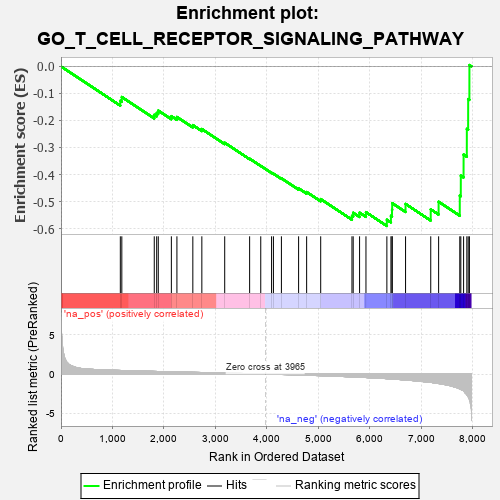 Enrichment plot:
GO_T_CELL_RECEPTOR_SIGNALING_PATHWAY
Enrichment score (ES)
0.0
-0.1
-0.2
-0.3
-0.4
-0.5
-0.6
Ranked list metric (PreRanked)
'na_pos' (positively correlated)
5
0
-5
Zero cross at 3965
'na_neg' (negatively correlated)
0
1,000
2,000
3,000
4,000
5,000
6,000
7,000
8,000
Rank in Ordered Dataset
Enrichment profile
Hits
Ranking metric scores